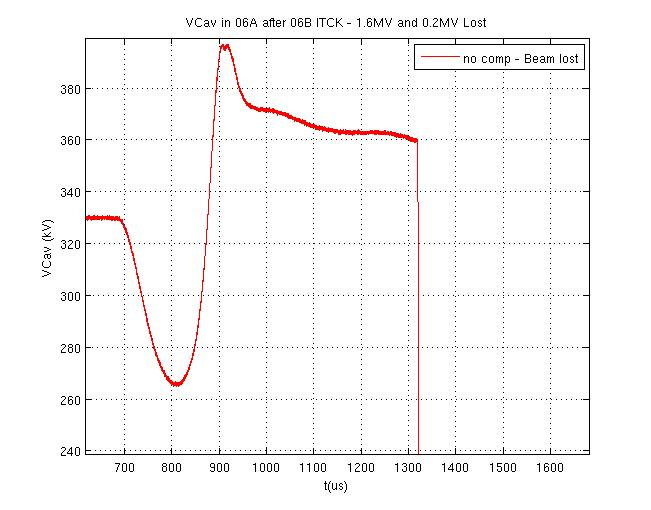 VCav in 06A after 06B ITCK - 1.6MV and 0.2MV Lost
no comp - Beam lost
380
360
340
320
300
280
260
240
VCav (kV)
700 800 900 1000 1100 1200 1300 1400 1500 1600
t(us)